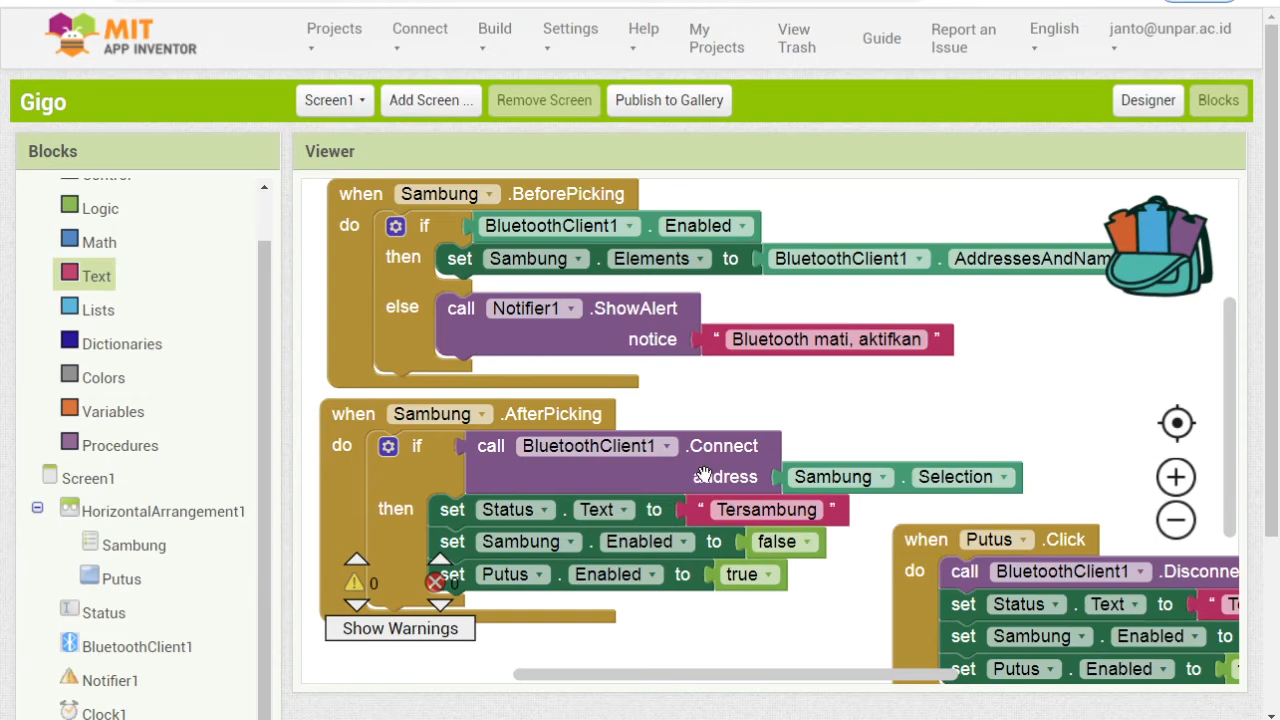 MIT
APP INVENTOR
Projects
Connect
Build
Settings
Help
My
Projects
View
Trash
Guide
Report an
Issue
English
janto@unpar.ac.id
Gigo
Screen1
Add Screen ...
Remove Screen
Publish to Gallery
Designer
Blocks
Blocks
Viewer
Control
Logic
Math
Text
Lists
Dictionaries
Colors
Variables
Procedures
Screen1
HorizontalArrangement1
Sambung
Putus
Status
BluetoothClient1
Notifier1
Clock1
when Sambung .BeforePicking
do if BluetoothClient1 . Enabled
then set Sambung . Elements to BluetoothClient1 . AddressesAndNam
else call Notifier1 .ShowAlert
notice “ Bluetooth mati, aktifkan ”
when Sambung .AfterPicking
do if call BluetoothClient1 .Connect
address Sambung . Selection
then set Status . Text to “ Tersambung ”
set Sambung . Enabled to false
set Putus . Enabled to true
0
0
Show Warnings
when Putus .Click
do call BluetoothClient1 .Disconne
set Status . Text to “
set Sambung . Enabled to
set Putus . Enabled to